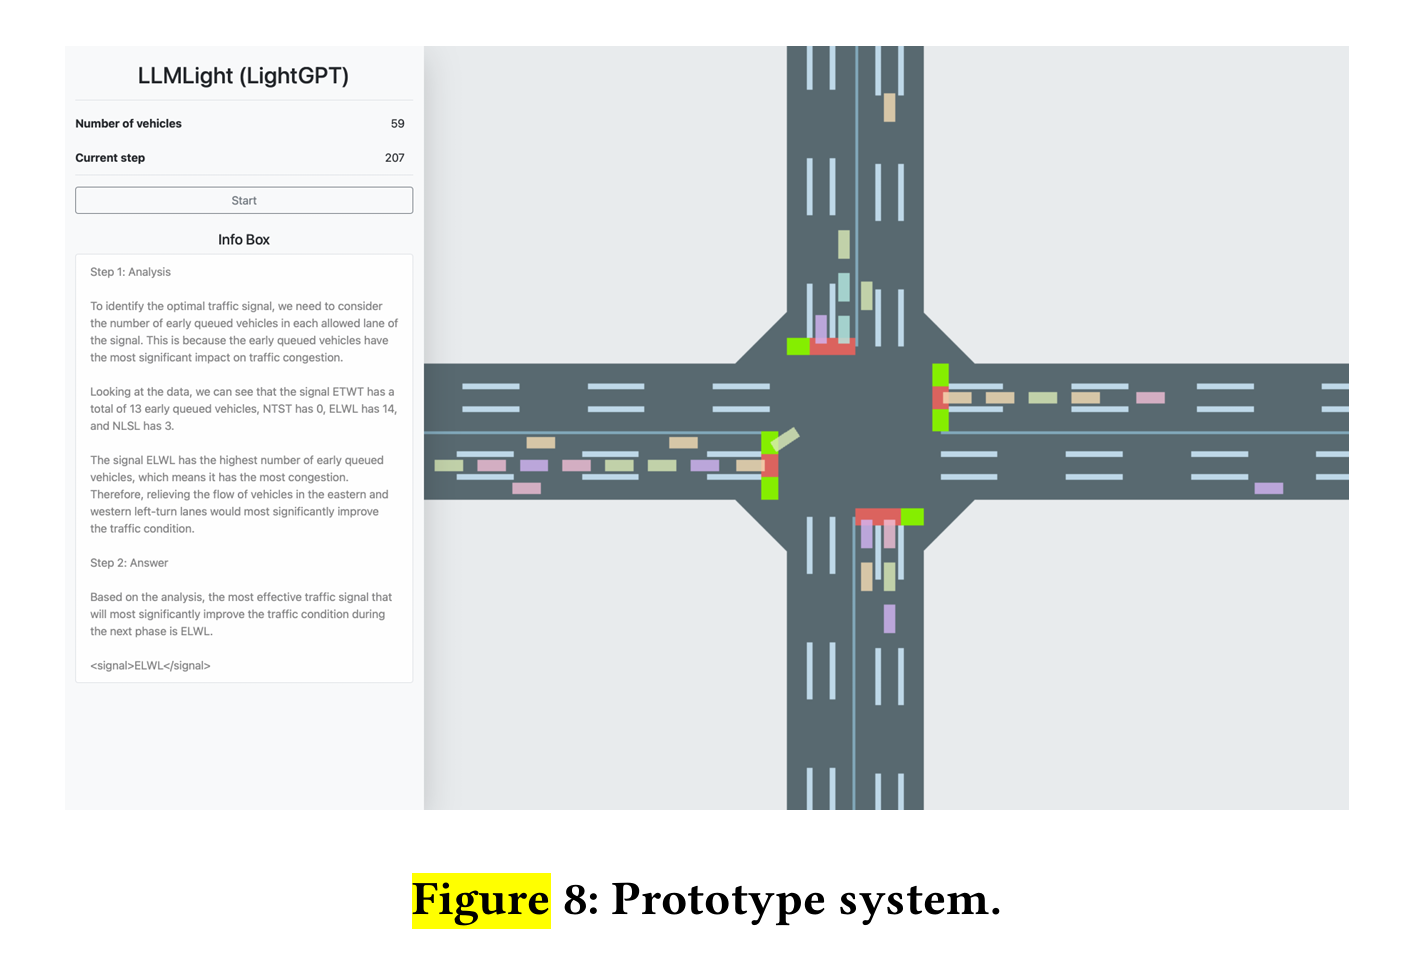 LLMLight (LightGPT)
Number of vehicles 59
Current step 207
Start
Info Box
Step 1: Analysis
To identify the optimal traffic signal, we need to consider
the number of early queued vehicles in each allowed lane of
the signal. This is because the early queued vehicles have
the most significant impact on traffic congestion.
Looking at the data, we can see that the signal ETWT has a
total of 13 early queued vehicles, NTST has 0, ELWL has 14,
and NLSL has 3.
The signal ELWL has the highest number of early queued
vehicles, which means it has the most congestion.
Therefore, relieving the flow of vehicles in the eastern and
western left-turn lanes would most significantly improve
the traffic condition.
Step 2: Answer
Based on the analysis, the most effective traffic signal that
will most significantly improve the traffic condition during
the next phase is ELWL.
<signal>ELWL</signal>
Figure 8: Prototype system.